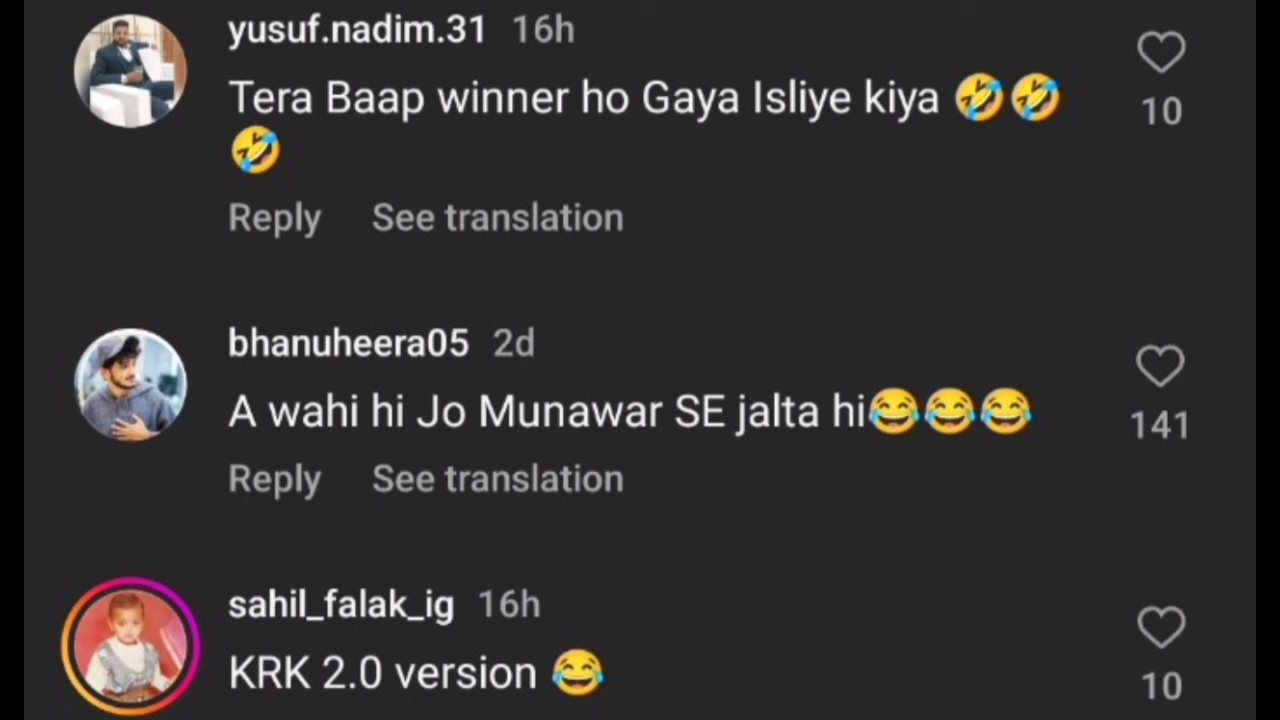 yusuf.nadim.31 16h
Tera Baap winner ho Gaya Isliye kiya 🤣🤣
🤣
10
Reply See translation
bhanuheera05 2d
A wahi hi Jo Munawar SE jalta hi😂😂😂
141
Reply See translation
sahil_falak_ig 16h
KRK 2.0 version 😂
10